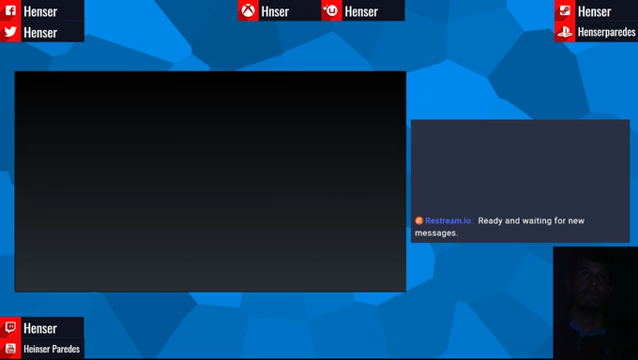 Henser
Henser
Hnser
Henser
Henser
Henserparedes
Restream.io: Ready and waiting for new
messages.
Henser
Heinser Paredes